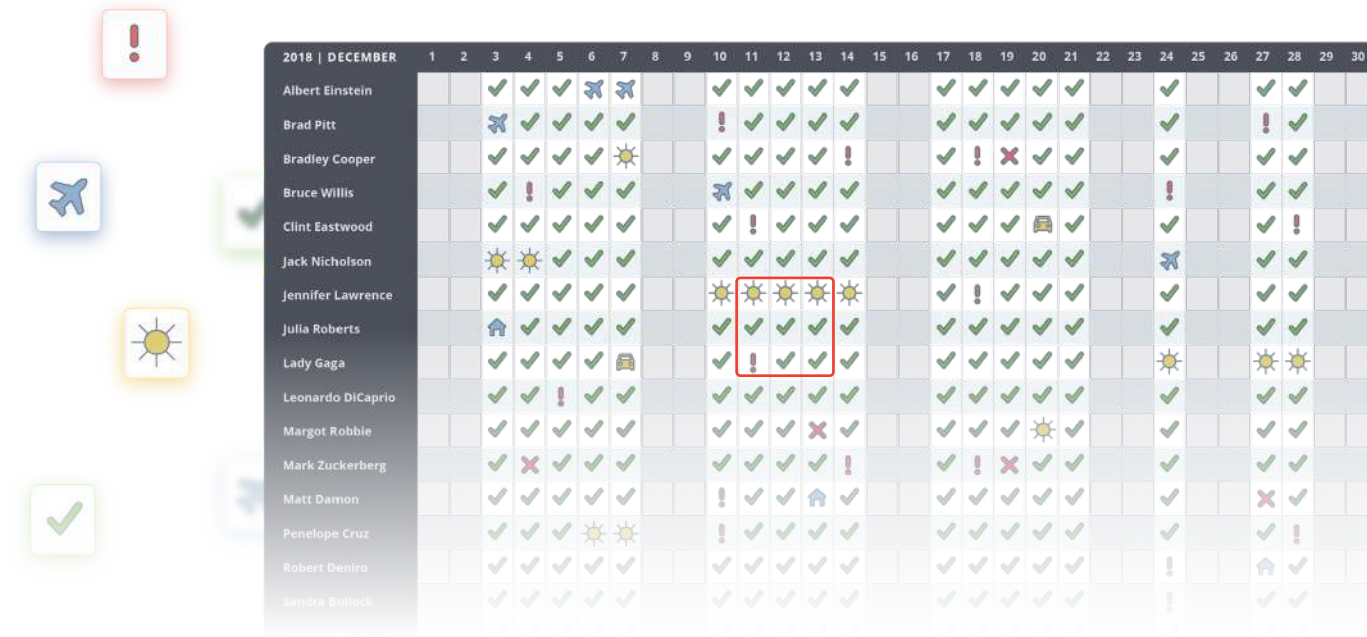 2018 | DECEMBER 1 2 3 4 5 6 7 8 9 10 11 12 13 14 15 16 17 18 19 20 21 22 23 24 25 26 27 28 29 30
Albert Einstein
Brad Pitt
Bradley Cooper
Bruce Willis
Clint Eastwood
Jack Nicholson
Jennifer Lawrence
Julia Roberts
Lady Gaga
Leonardo DiCaprio
Margot Robbie
Mark Zuckerberg
Matt Damon
Penelope Cruz
Robert Deniro
Sandra Bullock